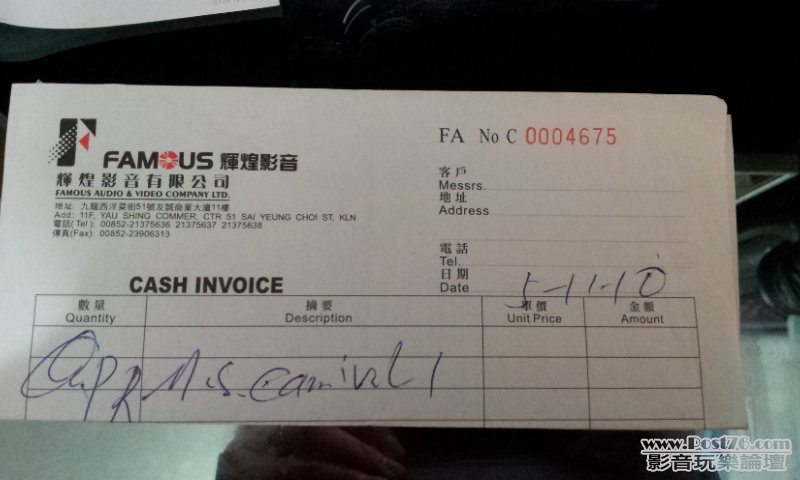 FAMOUS 輝煌影音
輝煌影音有限公司
FAMOUS AUDIO & VIDEO COMPANY LTD.
地址: 九龍西洋菜街51號友誠商業大廈11樓
Add: 11F, YAU SHING COMMER, CTR 51 SAI YEUNG CHOI ST, KLN
電話(Tel): 00852-21375636 21375637 21375638
傳真(Fax): 00852-23906313
FA No C 0004675
客戶
Messrs.
地址
Address
電話
Tel.
日期
Date
CASH INVOICE
數量 摘要 單價 金額
Quantity Description Unit Price Amount
www.Post76.com
影音玩樂論壇